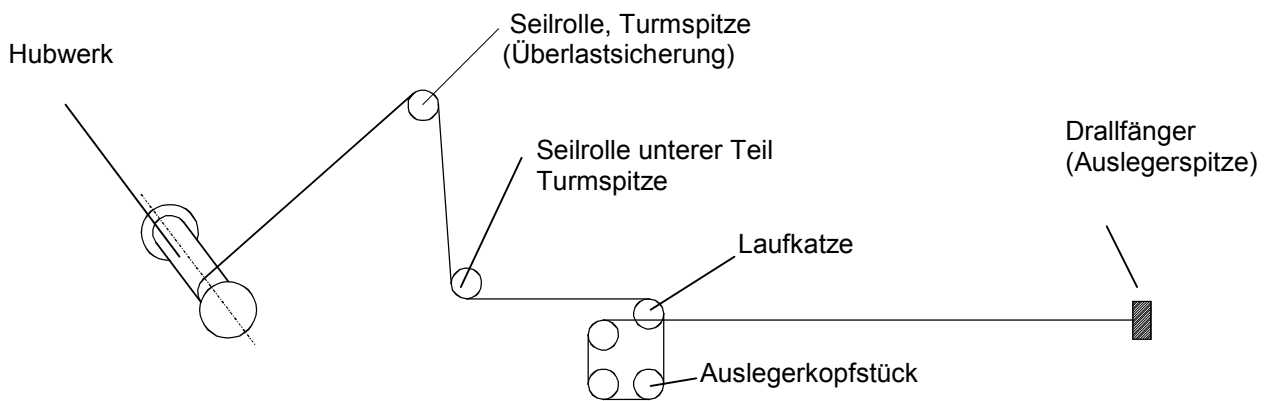 Seilrolle, Turmspitze
(Überlastsicherung)
Hubwerk
Drallfänger
(Auslegerspitze)
Seilrolle unterer Teil
Turmspitze
Laufkatze
Auslegerkopfstück